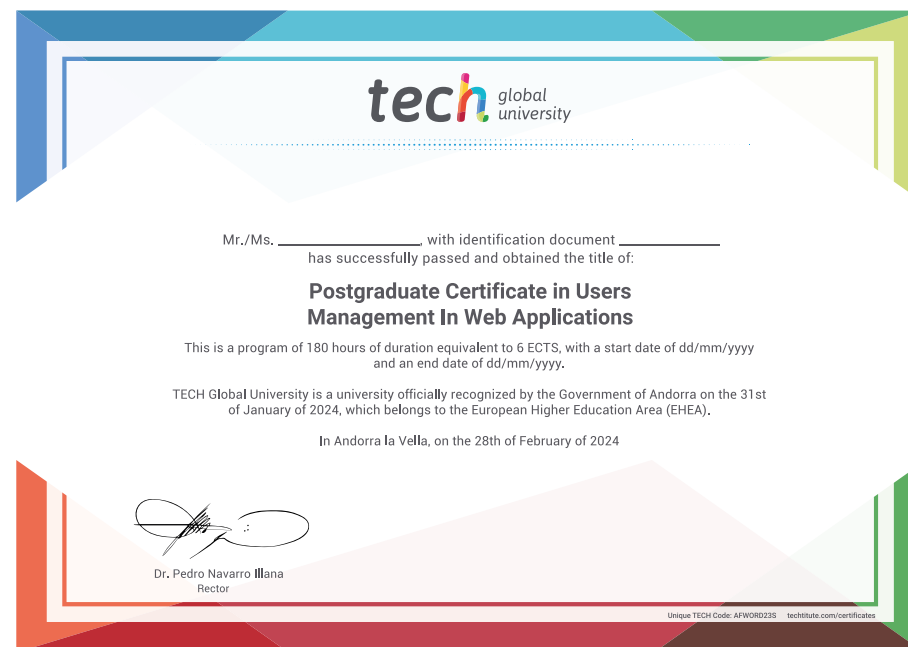 tech global
university
Mr./Ms. ____________, with identification document ____________
has successfully passed and obtained the title of:
Postgraduate Certificate in Users
Management In Web Applications
This is a program of 180 hours of duration equivalent to 6 ECTS, with a start date of dd/mm/yyyy
and an end date of dd/mm/yyyy.
TECH Global University is a university officially recognized by the Government of Andorra on the 31st
of January of 2024, which belongs to the European Higher Education Area (EHEA).
In Andorra la Vella, on the 28th of February of 2024
Dr. Pedro Navarro Illana
Rector
Unique TECH Code: AFWORD23S techtitute.com/certificates